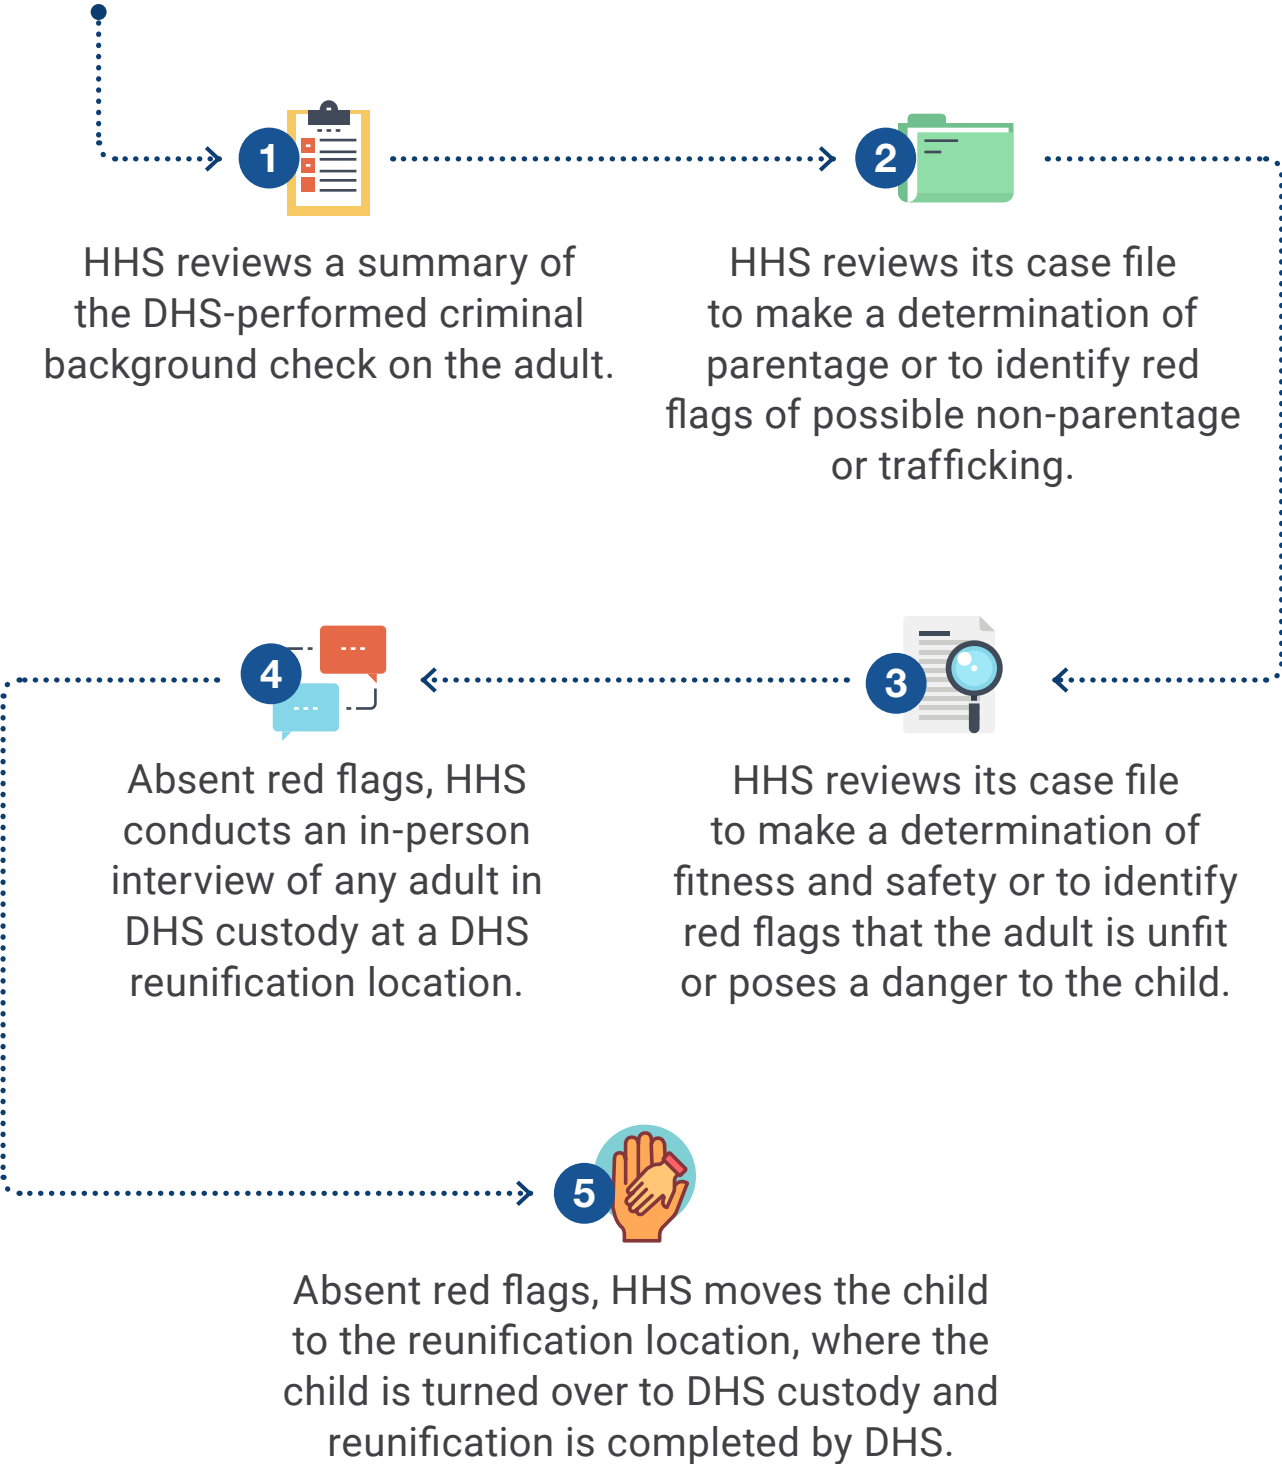 1
HHS reviews a summary of
the DHS-performed criminal
background check on the adult.
2
HHS reviews its case file
to make a determination of
parentage or to identify red
flags of possible non-parentage
or trafficking.
3
HHS reviews its case file
to make a determination of
fitness and safety or to identify
red flags that the adult is unfit
or poses a danger to the child.
4
Absent red flags, HHS
conducts an in-person
interview of any adult in
DHS custody at a DHS
reunification location.
5
Absent red flags, HHS moves the child
to the reunification location, where the
child is turned over to DHS custody and
reunification is completed by DHS.